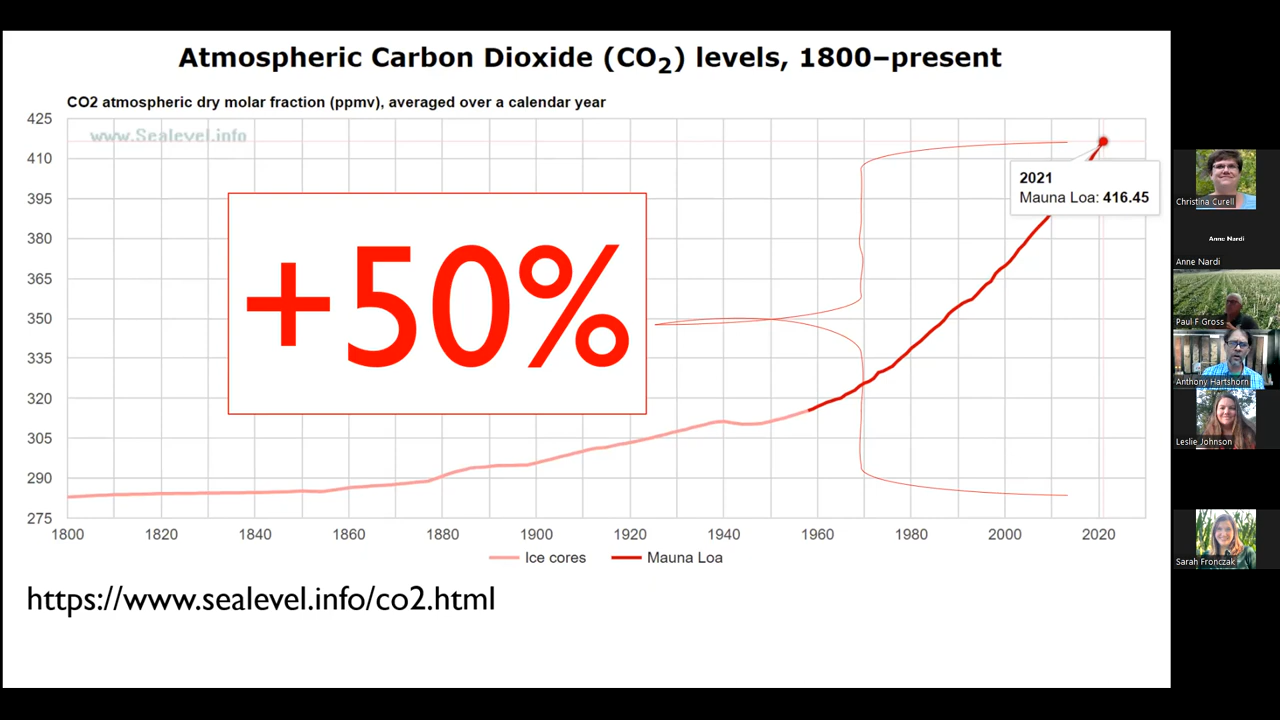 Atmospheric Carbon Dioxide (CO2) levels, 1800–present
CO2 atmospheric dry molar fraction (ppmv), averaged over a calendar year
www.Sealevel.info
425
410
395
380
365
350
335
320
305
290
275
+50%
2021
Mauna Loa: 416.45
1800 1820 1840 1860 1880 1900 1920 1940 1960 1980 2000 2020
Ice cores Mauna Loa
https://www.sealevel.info/co2.html
Christina Curell
Anne Nardi
Anne Nardi
Paul F Gross
Anthony Hartshorn
Leslie Johnson
Sarah Fronczak